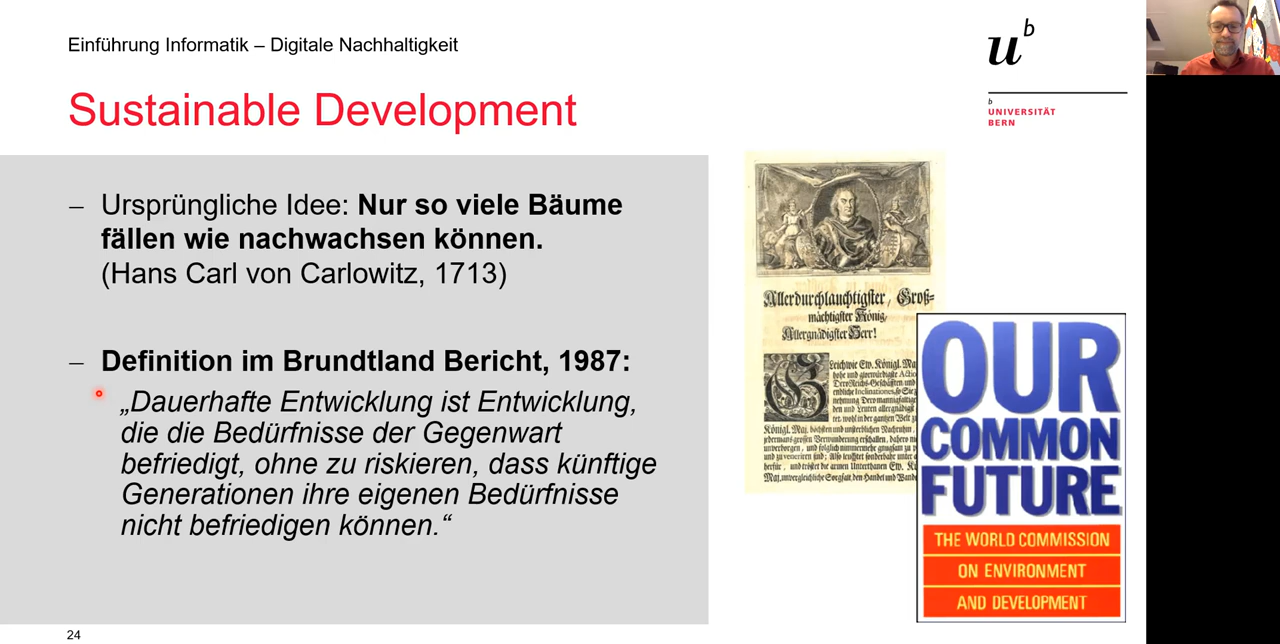 Einführung Informatik – Digitale Nachhaltigkeit
u^b
b
UNIVERSITÄT
BERN
Sustainable Development
– Ursprüngliche Idee: Nur so viele Bäume
fällen wie nachwachsen können.
(Hans Carl von Carlowitz, 1713)
– Definition im Brundtland Bericht, 1987:
„Dauerhafte Entwicklung ist Entwicklung,
die die Bedürfnisse der Gegenwart
befriedigt, ohne zu riskieren, dass künftige
Generationen ihre eigenen Bedürfnisse
nicht befriedigen können.“
Allerdurchlauchtigster, Groß=
mächtigster König,
Allergnädigster Herr!
OUR
COMMON
FUTURE
THE WORLD COMMISSION
ON ENVIRONMENT
AND DEVELOPMENT
24